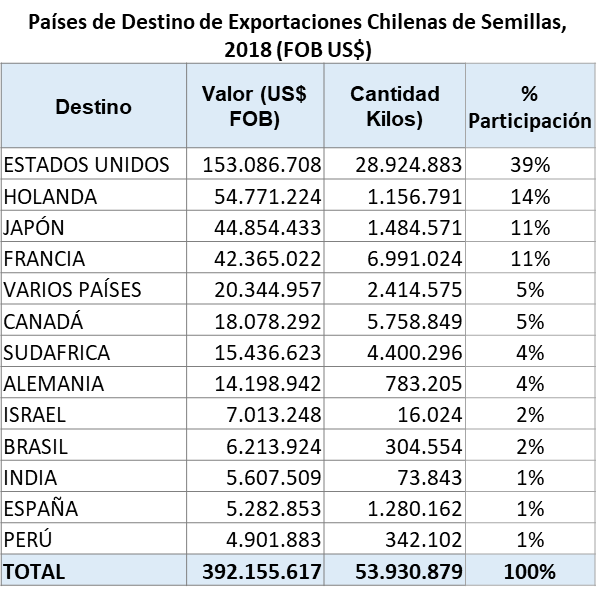 Países de Destino de Exportaciones Chilenas de Semillas,
2018 (FOB US$)
Destino Valor (US$ FOB) Cantidad Kilos) % Participación
ESTADOS UNIDOS 153.086.708 28.924.883 39%
HOLANDA 54.771.224 1.156.791 14%
JAPÓN 44.854.433 1.484.571 11%
FRANCIA 42.365.022 6.991.024 11%
VARIOS PAÍSES 20.344.957 2.414.575 5%
CANADÁ 18.078.292 5.758.849 5%
SUDAFRICA 15.436.623 4.400.296 4%
ALEMANIA 14.198.942 783.205 4%
ISRAEL 7.013.248 16.024 2%
BRASIL 6.213.924 304.554 2%
INDIA 5.607.509 73.843 1%
ESPAÑA 5.282.853 1.280.162 1%
PERÚ 4.901.883 342.102 1%
TOTAL 392.155.617 53.930.879 100%